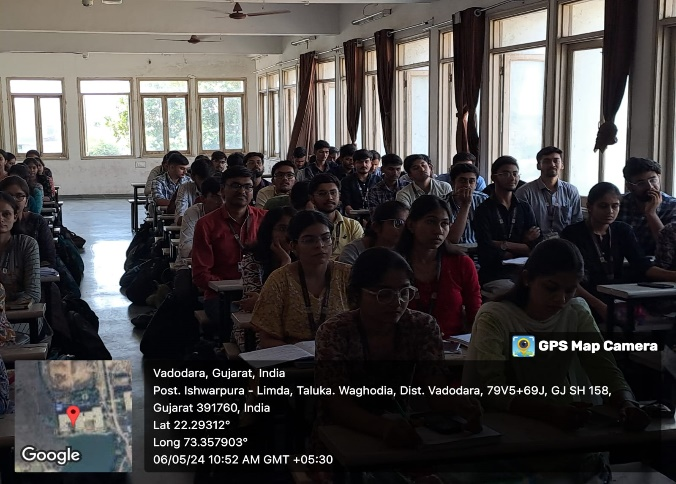 GPS Map Camera
Vadodara, Gujarat, India
Post. Ishwarpura - Limda, Taluka. Waghodia, Dist. Vadodara, 79V5+69J, GJ SH 158,
Gujarat 391760, India
Lat 22.29312°
Long 73.357903°
06/05/24 10:52 AM GMT +05:30
Google